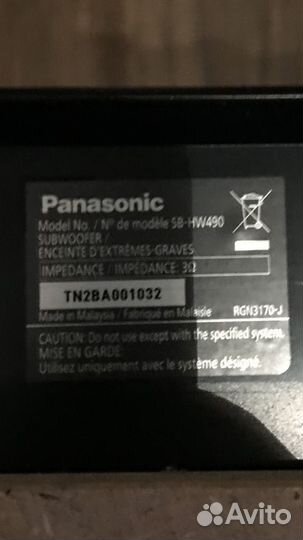 Panasonic
Model No. / Nº de modèle SB-HW490
SUBWOOFER /
ENCEINTE D'EXTRÊMES-GRAVES
IMPEDANCE / IMPÉDANCE: 3Ω
TN2BA001032
Made in Malaysia / Fabriqué en Malaisie RGN3170-J
CAUTION: Do not use except with the specified system.
MISE EN GARDE:
Utilisez uniquement avec le système désigné.
Avito